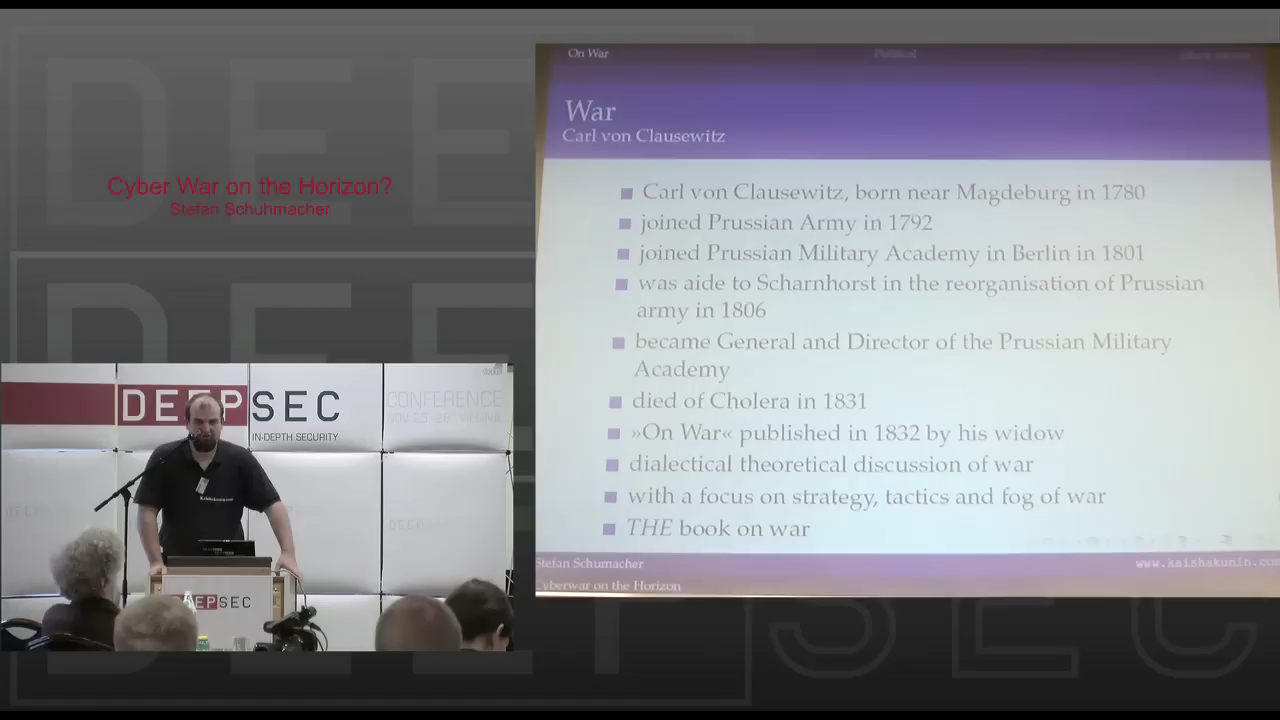 Cyber War on the Horizon?
Stefan Schuhmacher
On War
Political
War
Carl von Clausewitz
Carl von Clausewitz, born near Magdeburg in 1780
joined Prussian Army in 1792
joined Prussian Military Academy in Berlin in 1801
was aide to Scharnhorst in the reorganisation of Prussian
army in 1806
became General and Director of the Prussian Military
Academy
died of Cholera in 1831
»On War« published in 1832 by his widow
dialectical theoretical discussion of war
with a focus on strategy, tactics and fog of war
THE book on war
Stefan Schumacher
www.kaishakunin.com
Cyberwar on the Horizon
DEEPSEC
IN-DEPTH SECURITY
CONFERENCE
DEEPSEC
DEEPSEC